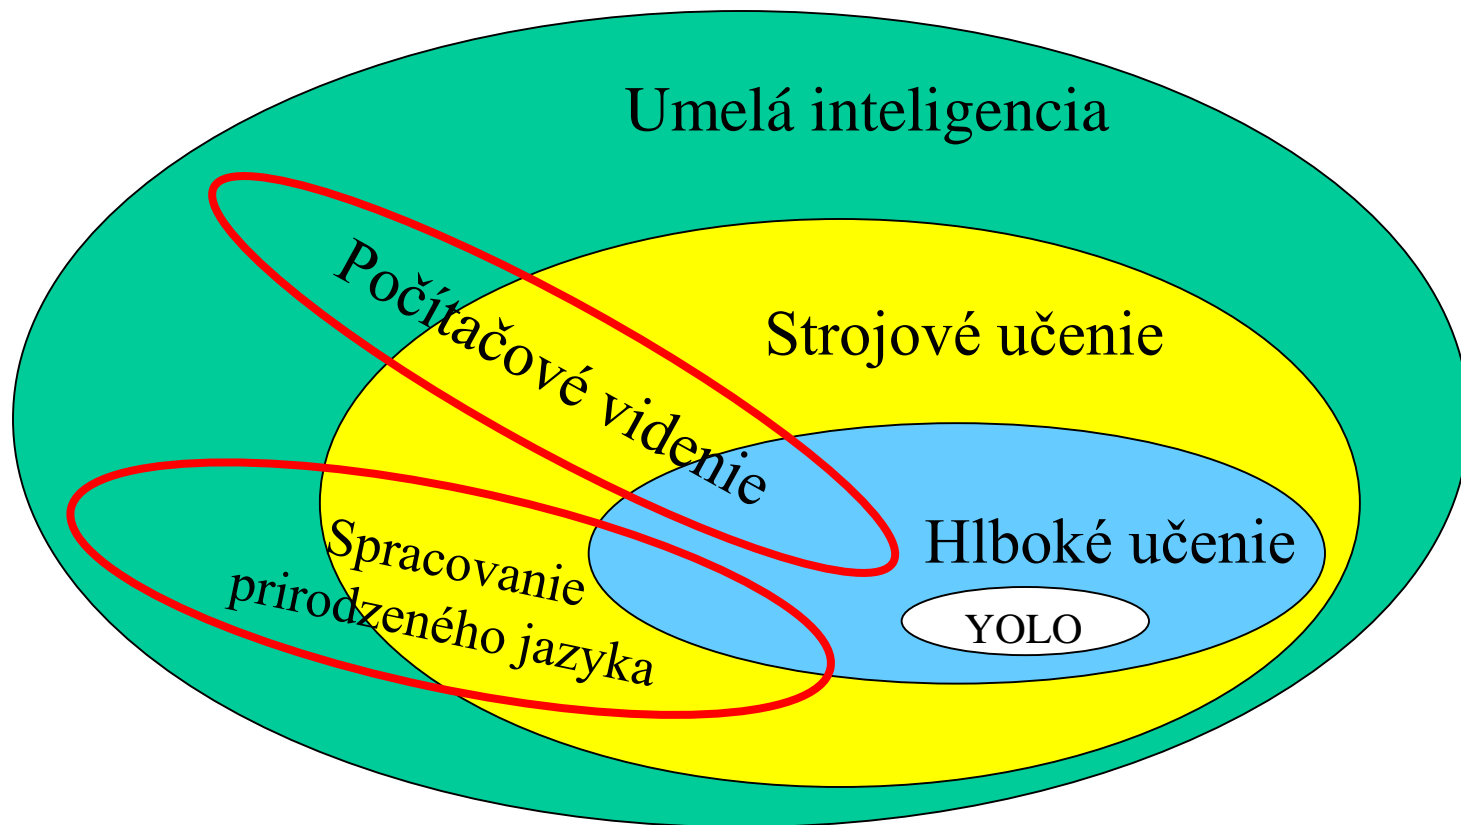 Umelá inteligencia
Počítačové videnie
Strojové učenie
Spracovanie
prirodzeného jazyka
Hlboké učenie
YOLO